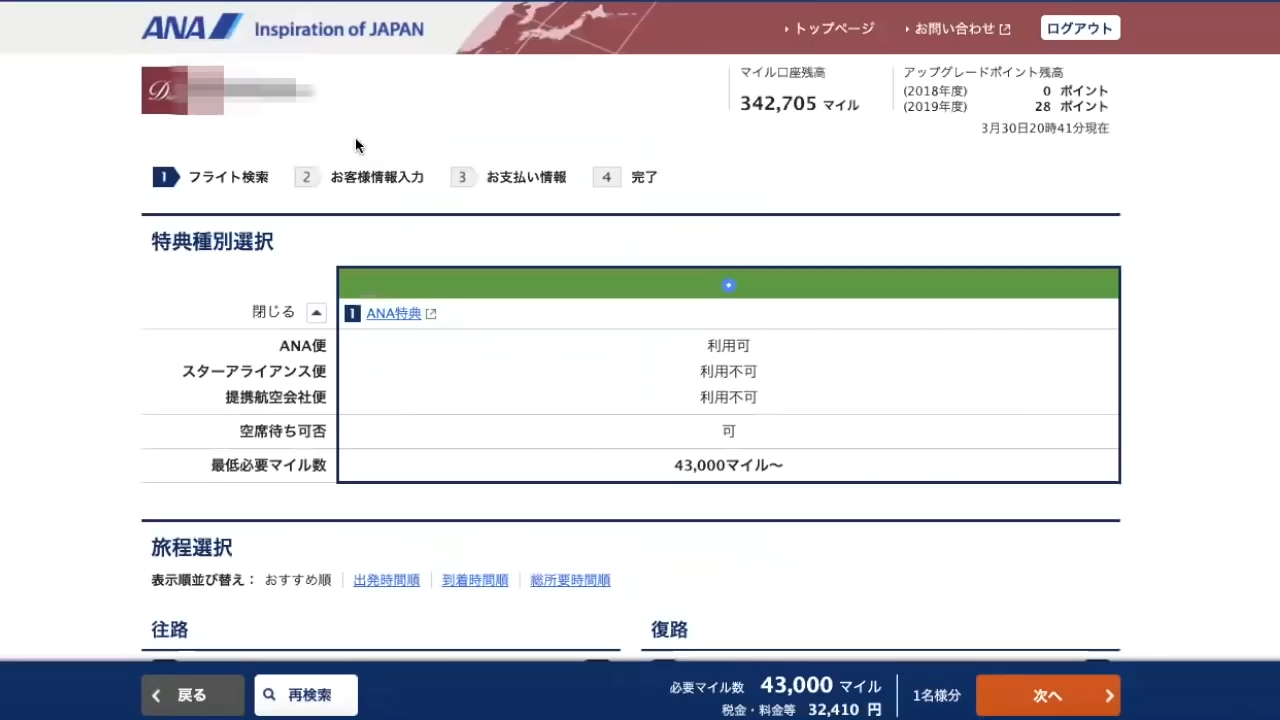 ANA Inspiration of JAPAN
トップページ お問い合わせ ログアウト
マイル口座残高
342,705 マイル
アップグレードポイント残高
(2018年度) 0 ポイント
(2019年度) 28 ポイント
3月30日20時41分現在
1 フライト検索 2 お客様情報入力 3 お支払い情報 4 完了
特典種別選択
閉じる 1 ANA特典
ANA便 利用可
スターアライアンス便 利用不可
提携航空会社便 利用不可
空席待ち可否 可
最低必要マイル数 43,000マイル〜
旅程選択
表示順並び替え： おすすめ順 出発時間順 到着時間順 総所要時間順
往路 復路
戻る 再検索
必要マイル数 43,000 マイル
税金・料金等 32,410 円
1名様分
次へ